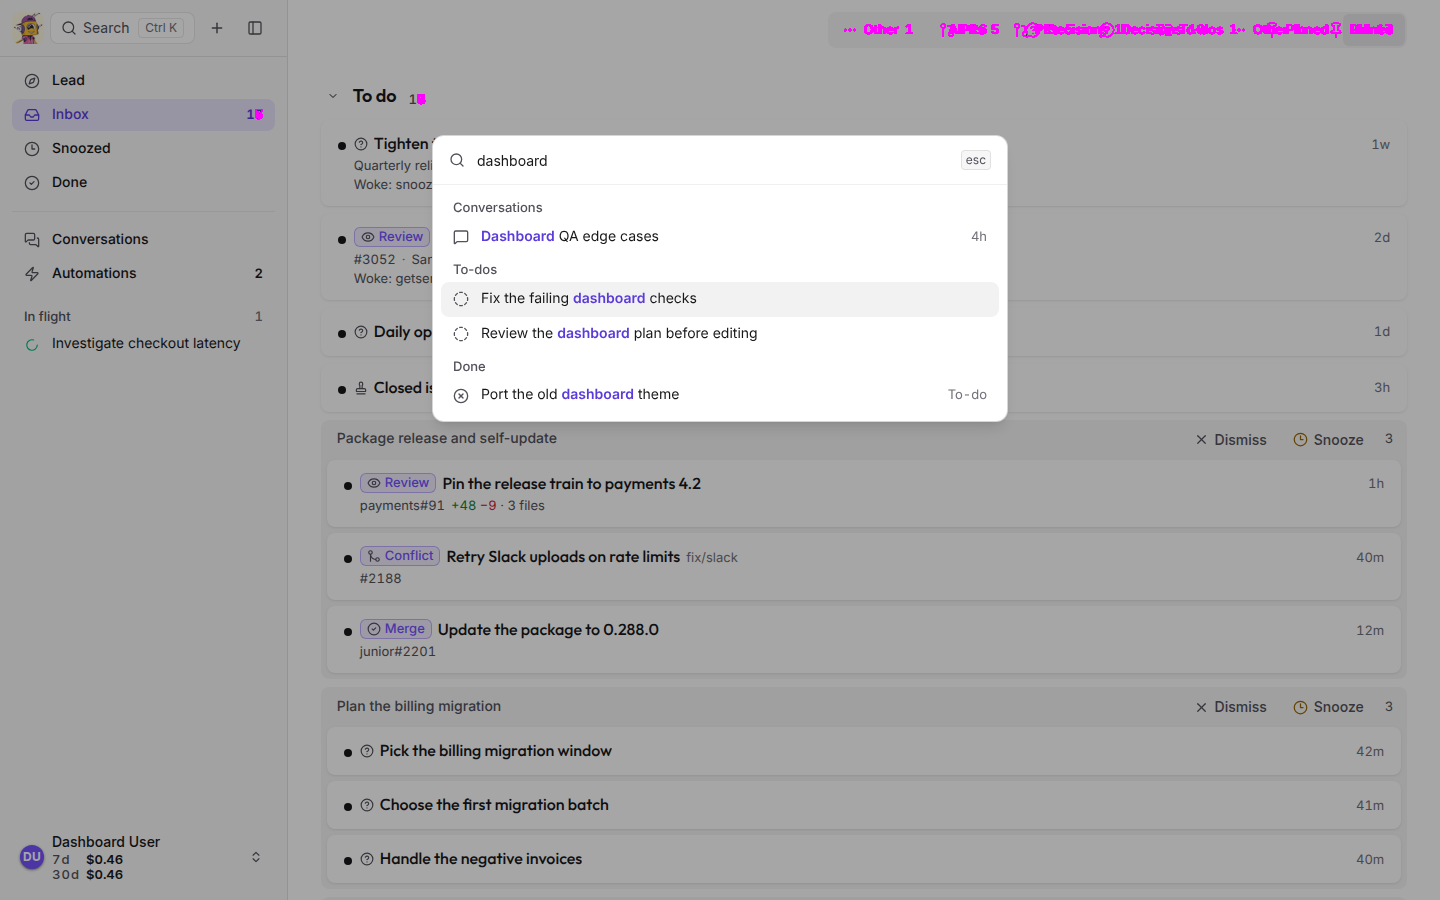 Search Ctrl K
Lead
Inbox
Snoozed
Done
Conversations
Automations 2
In flight 1
Investigate checkout latency
Dashboard User
DU
7d $0.46
30d $0.46
Other 1
To do
Tighten
1w
Quarterly reli
Woke: snooz
Review
2d
#3052 · Sar
Woke: getser
Daily op
1d
Closed is
3h
dashboard esc
Conversations
Dashboard QA edge cases 4h
To-dos
Fix the failing dashboard checks
Review the dashboard plan before editing
Done
Port the old dashboard theme To-do
Package release and self-update Dismiss Snooze 3
Review Pin the release train to payments 4.2 1h
payments#91 +48 −9 · 3 files
Conflict Retry Slack uploads on rate limits fix/slack 40m
#2188
Merge Update the package to 0.288.0 12m
junior#2201
Plan the billing migration Dismiss Snooze 3
Pick the billing migration window 42m
Choose the first migration batch 41m
Handle the negative invoices 40m